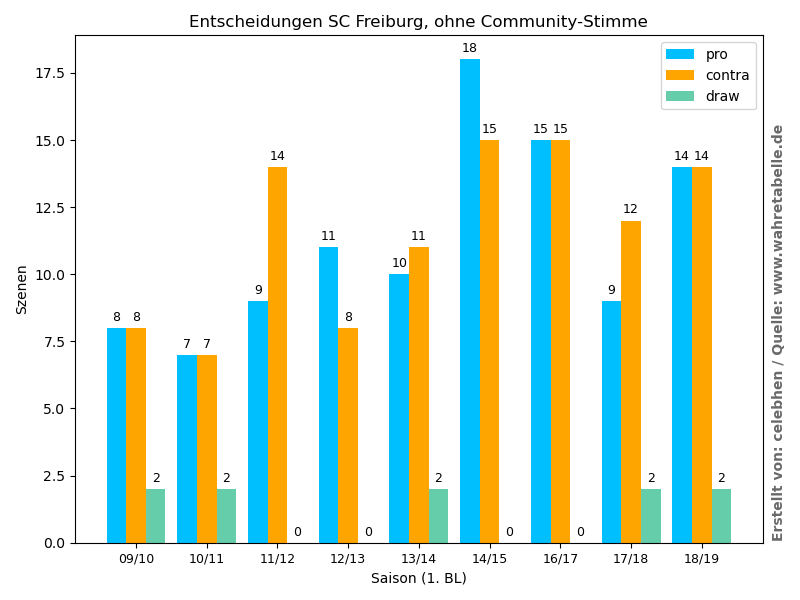 Entscheidungen SC Freiburg, ohne Community-Stimme
pro
contra
draw
Szenen
17.5
15.0
12.5
10.0
7.5
5.0
2.5
0.0
8 8 2
7 7 2
9 14 0
11 8 0
10 11 2
18 15 0
15 15 0
9 12 2
14 14 2
09/10 10/11 11/12 12/13 13/14 14/15 16/17 17/18 18/19
Saison (1. BL)
Erstellt von: celebhen / Quelle: www.wahretabelle.de